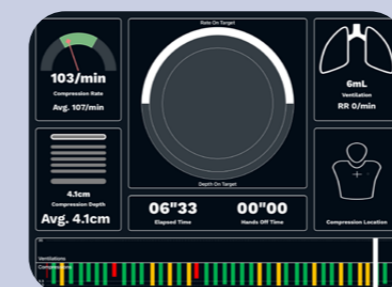 Rate On Target
103/min
Compression Rate
Avg. 107/min
6mL
Ventilation
RR 0/min
4.1cm
Compression Depth
Avg. 4.1cm
Depth On Target
06"33
Elapsed Time
00"00
Hands Off Time
Compression Location
Ventilations
Compressions